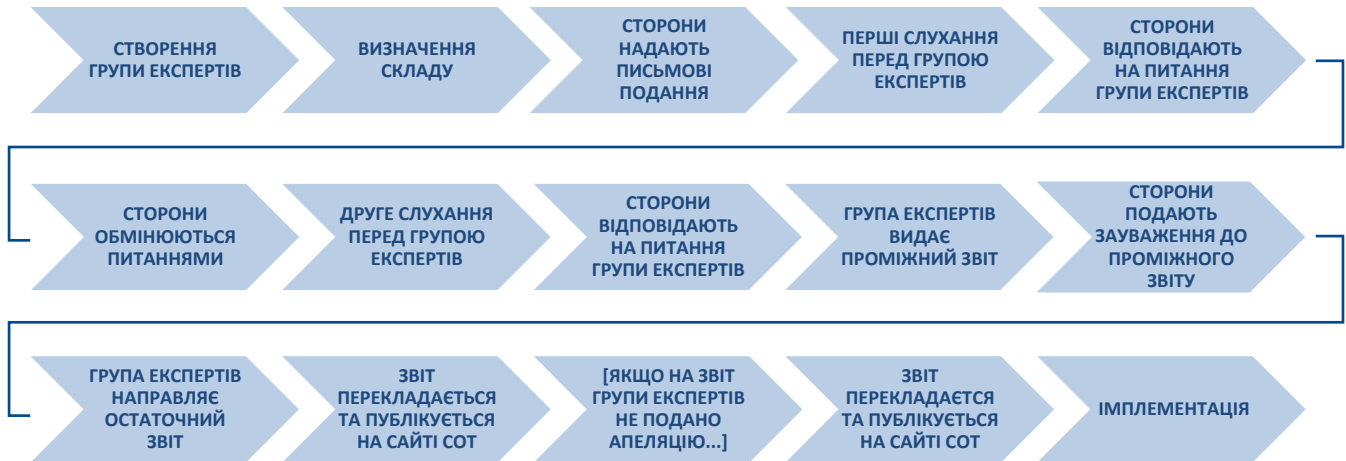 СТВОРЕННЯ
ГРУПИ ЕКСПЕРТІВ
ВИЗНАЧЕННЯ
СКЛАДУ
СТОРОНИ
НАДАЮТЬ
ПИСЬМОВІ
ПОДАННЯ
ПЕРШІ СЛУХАННЯ
ПЕРЕД ГРУПОЮ
ЕКСПЕРТІВ
СТОРОНИ
ВІДПОВІДАЮТЬ
НА ПИТАННЯ
ГРУПИ ЕКСПЕРТІВ
СТОРОНИ
ОБМІНЮЮТЬСЯ
ПИТАННЯМИ
ДРУГЕ СЛУХАННЯ
ПЕРЕД ГРУПОЮ
ЕКСПЕРТІВ
СТОРОНИ
ВІДПОВІДАЮТЬ
НА ПИТАННЯ
ГРУПИ ЕКСПЕРТІВ
ГРУПА ЕКСПЕРТІВ
ВИДАЄ
ПРОМІЖНИЙ ЗВІТ
СТОРОНИ
ПОДАЮТЬ
ЗАУВАЖЕННЯ ДО
ПРОМІЖНОГО
ЗВІТУ
ГРУПА ЕКСПЕРТІВ
НАПРАВЛЯЄ
ОСТАТОЧНИЙ
ЗВІТ
ЗВІТ
ПЕРЕКЛАДАЄТЬСЯ
ТА ПУБЛІКУЄТЬСЯ
НА САЙТІ СОТ
[ЯКЩО НА ЗВІТ
ГРУПИ ЕКСПЕРТІВ
НЕ ПОДАНО
АПЕЛЯЦІЮ...]
ЗВІТ
ПЕРЕКЛАДАЄТСЯ
ТА ПУБЛІКУЄТЬСЯ
НА САЙТІ СОТ
ІМПЛЕМЕНТАЦІЯ